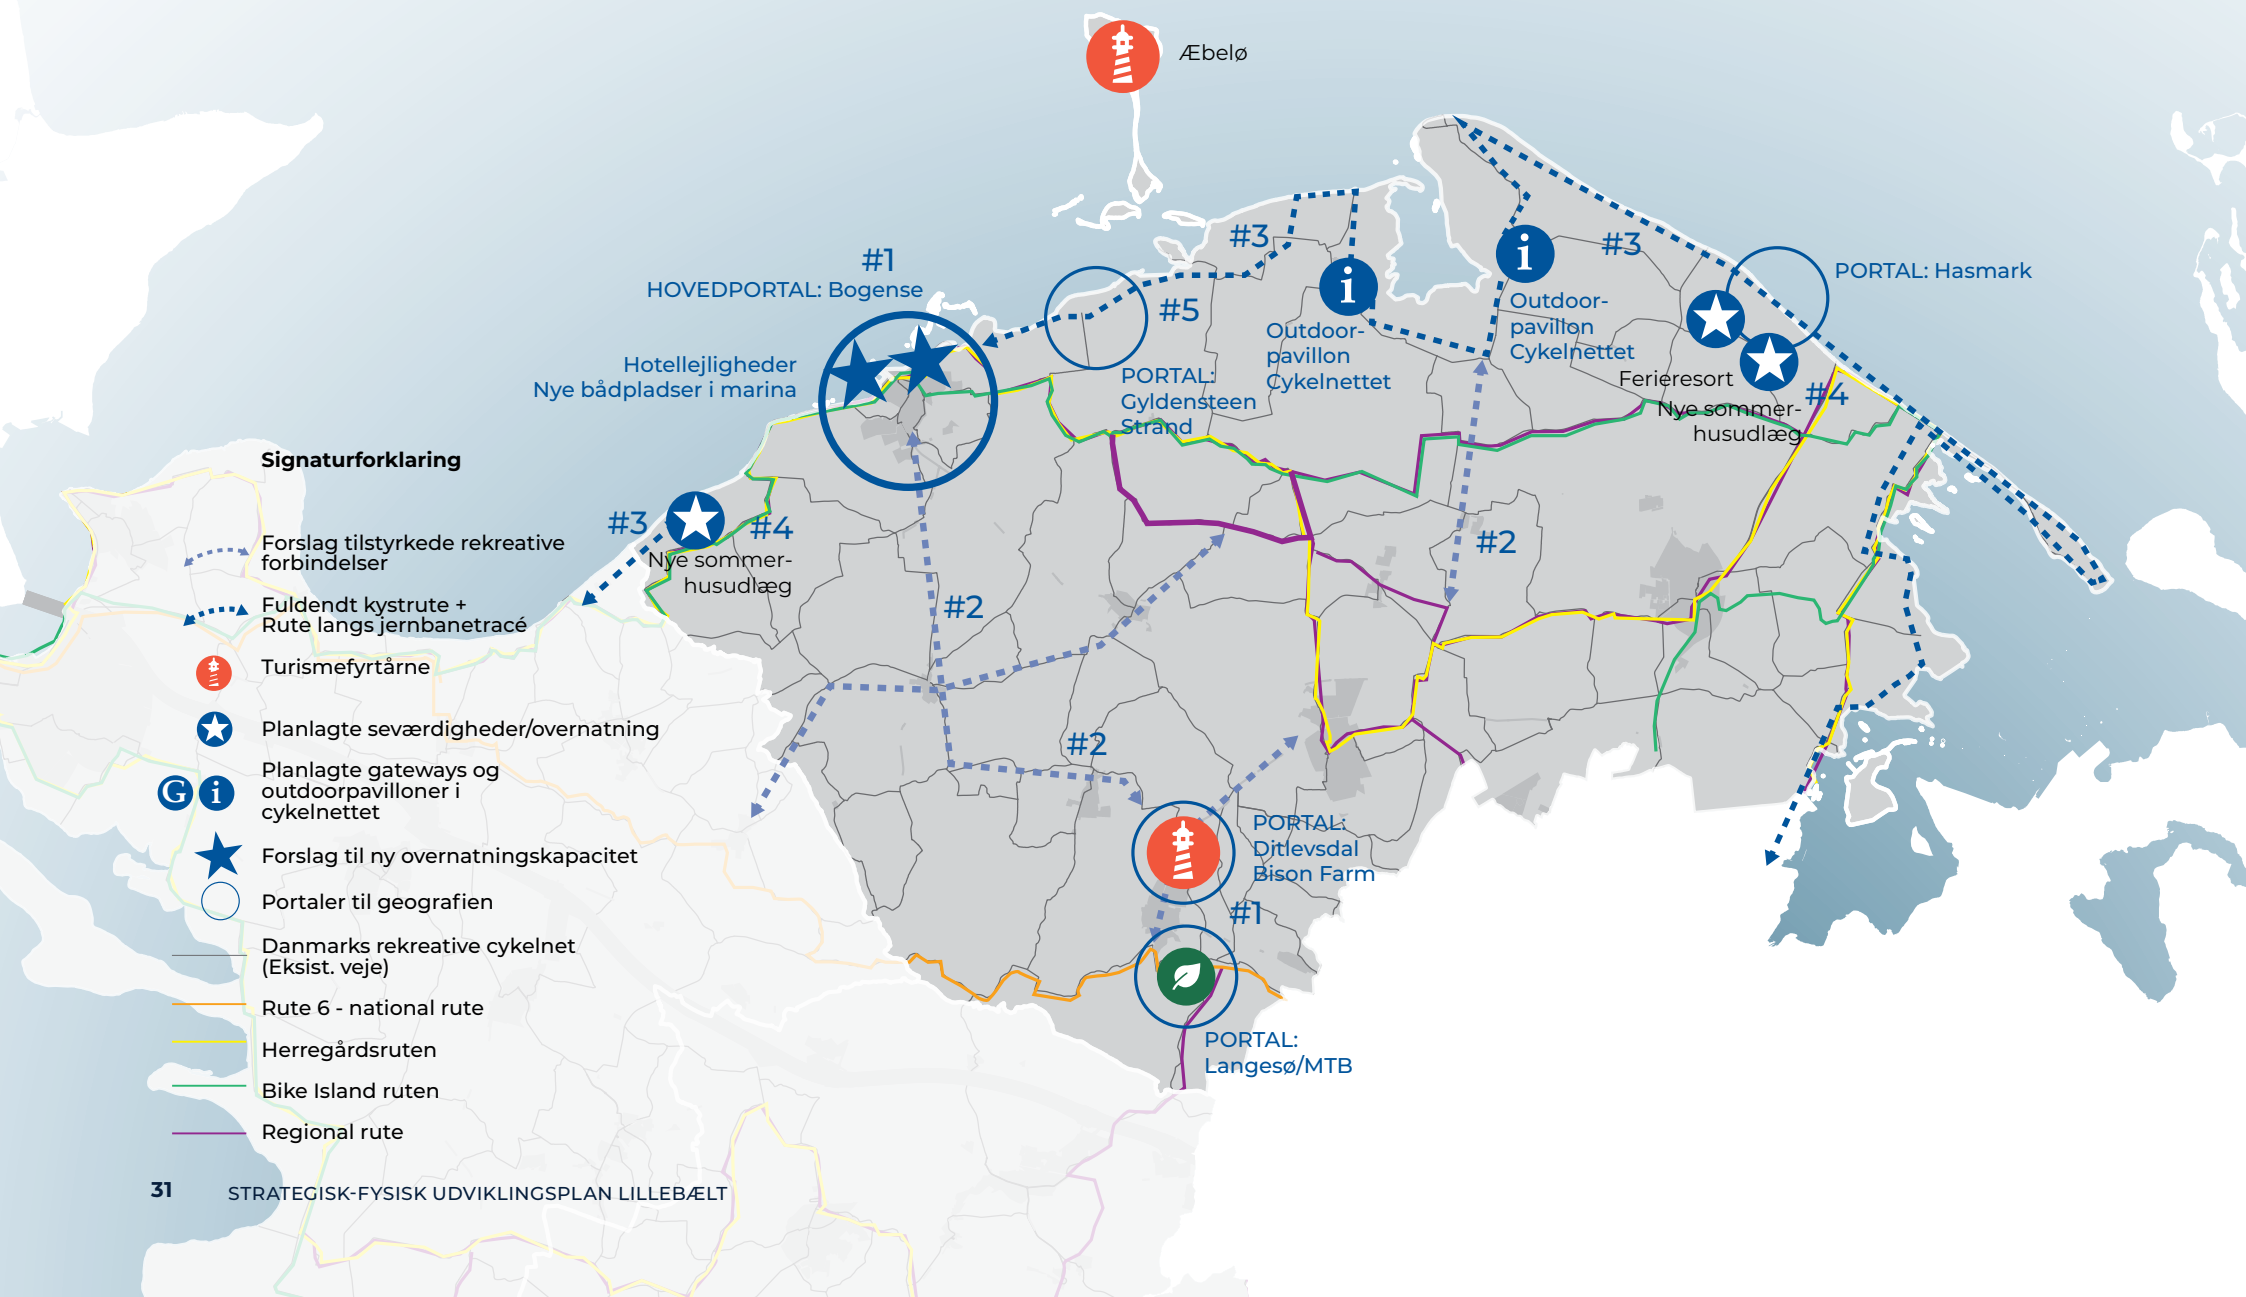 Æbelø
#1
HOVEDPORTAL: Bogense
Hotellejligheder
Nye bådpladser i marina
#3
#5
PORTAL:
Gyldensteen
Strand
i
Outdoor-
pavillon
Cykelnettet
i
Outdoor-
pavillon
Cykelnettet
#3
PORTAL: Hasmark
Ferieresort
#4
Nye sommer-
husudlæg
#3
#4
Nye sommer-
husudlæg
#2
#2
#2
PORTAL:
Ditlevsdal
Bison Farm
#1
PORTAL:
Langesø/MTB
Signaturforklaring
Forslag tilstyrkede rekreative
forbindelser
Fuldendt kystrute +
Rute langs jernbanetracé
Turismefyrtårne
Planlagte seværdigheder/overnatning
G i
Planlagte gateways og
outdoorpavilloner i
cykelnettet
Forslag til ny overnatningskapacitet
Portaler til geografien
Danmarks rekreative cykelnet
(Eksist. veje)
Rute 6 - national rute
Herregårdsruten
Bike Island ruten
Regional rute
31 STRATEGISK-FYSISK UDVIKLINGSPLAN LILLEBÆLT